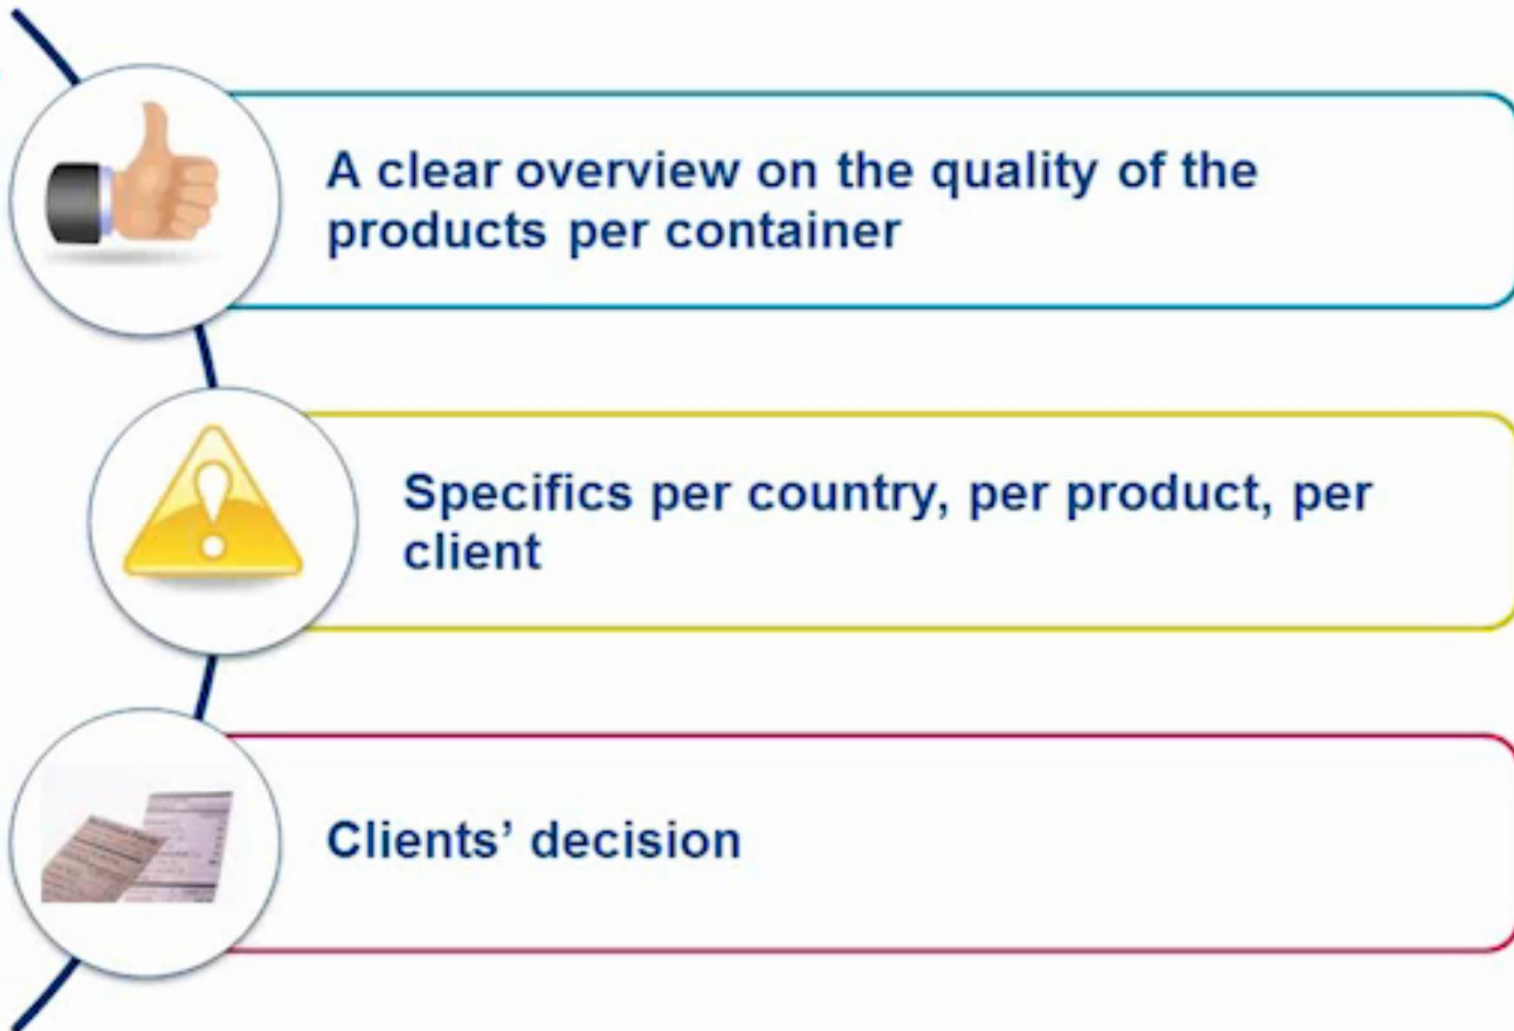 A clear overview on the quality of the
products per container
Specifics per country, per product, per
client
Clients’ decision